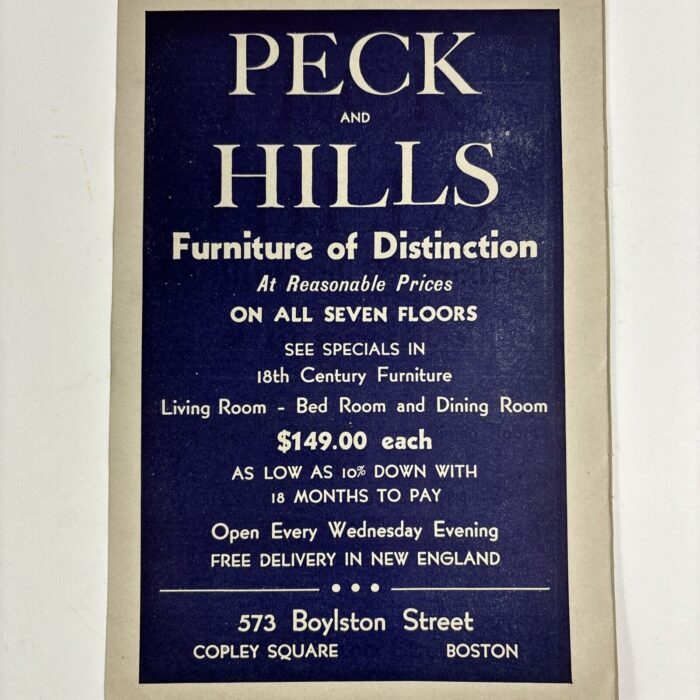 PECK
AND
HILLS
Furniture of Distinction
At Reasonable Prices
ON ALL SEVEN FLOORS
SEE SPECIALS IN
18th Century Furniture
Living Room - Bed Room and Dining Room
$149.00 each
AS LOW AS 10% DOWN WITH
18 MONTHS TO PAY
Open Every Wednesday Evening
FREE DELIVERY IN NEW ENGLAND
573 Boylston Street
COPLEY SQUARE BOSTON